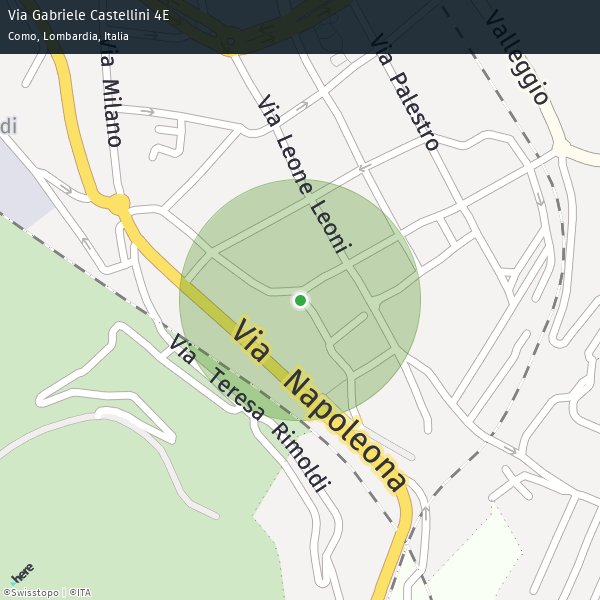 Via Gabriele Castellini 4E
Como, Lombardia, Italia
Via Milano
Via Palestro
Valleggio
Via Leone Leoni
di
Via Napoleona
Via Teresa Rimoldi
here
©Swisstopo | ©ITA